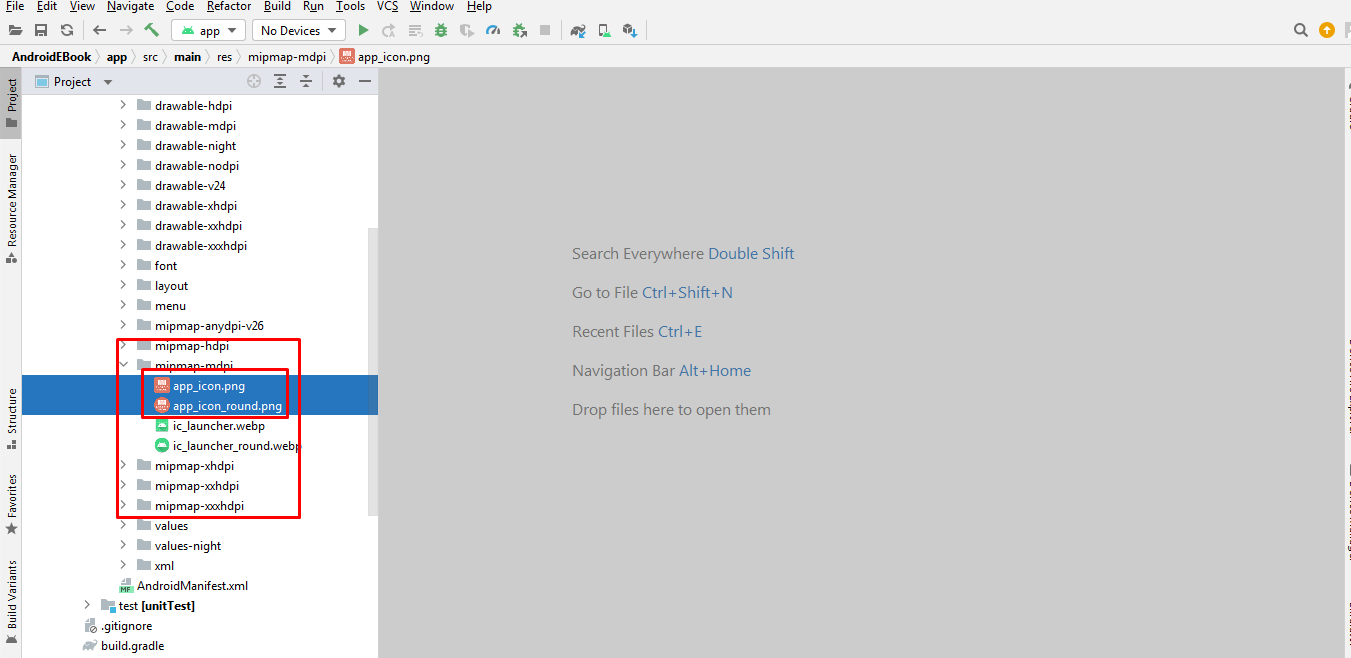 File Edit View Navigate Code Refactor Build Run Tools VCS Window Help
app No Devices
AndroidEBook app src main res mipmap-mdpi app_icon.png
Project
Project
Resource Manager
Structure
Favorites
Build Variants
drawable-hdpi
drawable-mdpi
drawable-night
drawable-nodpi
drawable-v24
drawable-xhdpi
drawable-xxhdpi
drawable-xxxhdpi
font
layout
menu
mipmap-anydpi-v26
mipmap-hdpi
mipmap-mdpi
app_icon.png
app_icon_round.png
ic_launcher.webp
ic_launcher_round.webp
mipmap-xhdpi
mipmap-xxhdpi
mipmap-xxxhdpi
values
values-night
xml
MF AndroidManifest.xml
test [unitTest]
.gitignore
build.gradle
Search Everywhere Double Shift
Go to File Ctrl+Shift+N
Recent Files Ctrl+E
Navigation Bar Alt+Home
Drop files here to open them